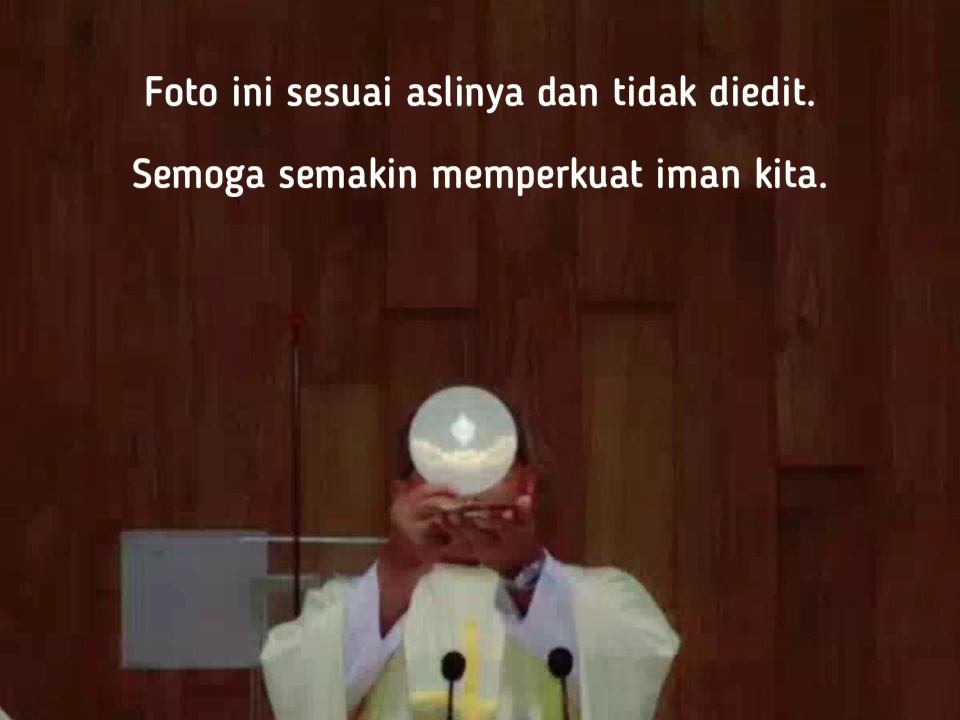 Foto ini sesuai aslinya dan tidak diedit.
Semoga semakin memperkuat iman kita.